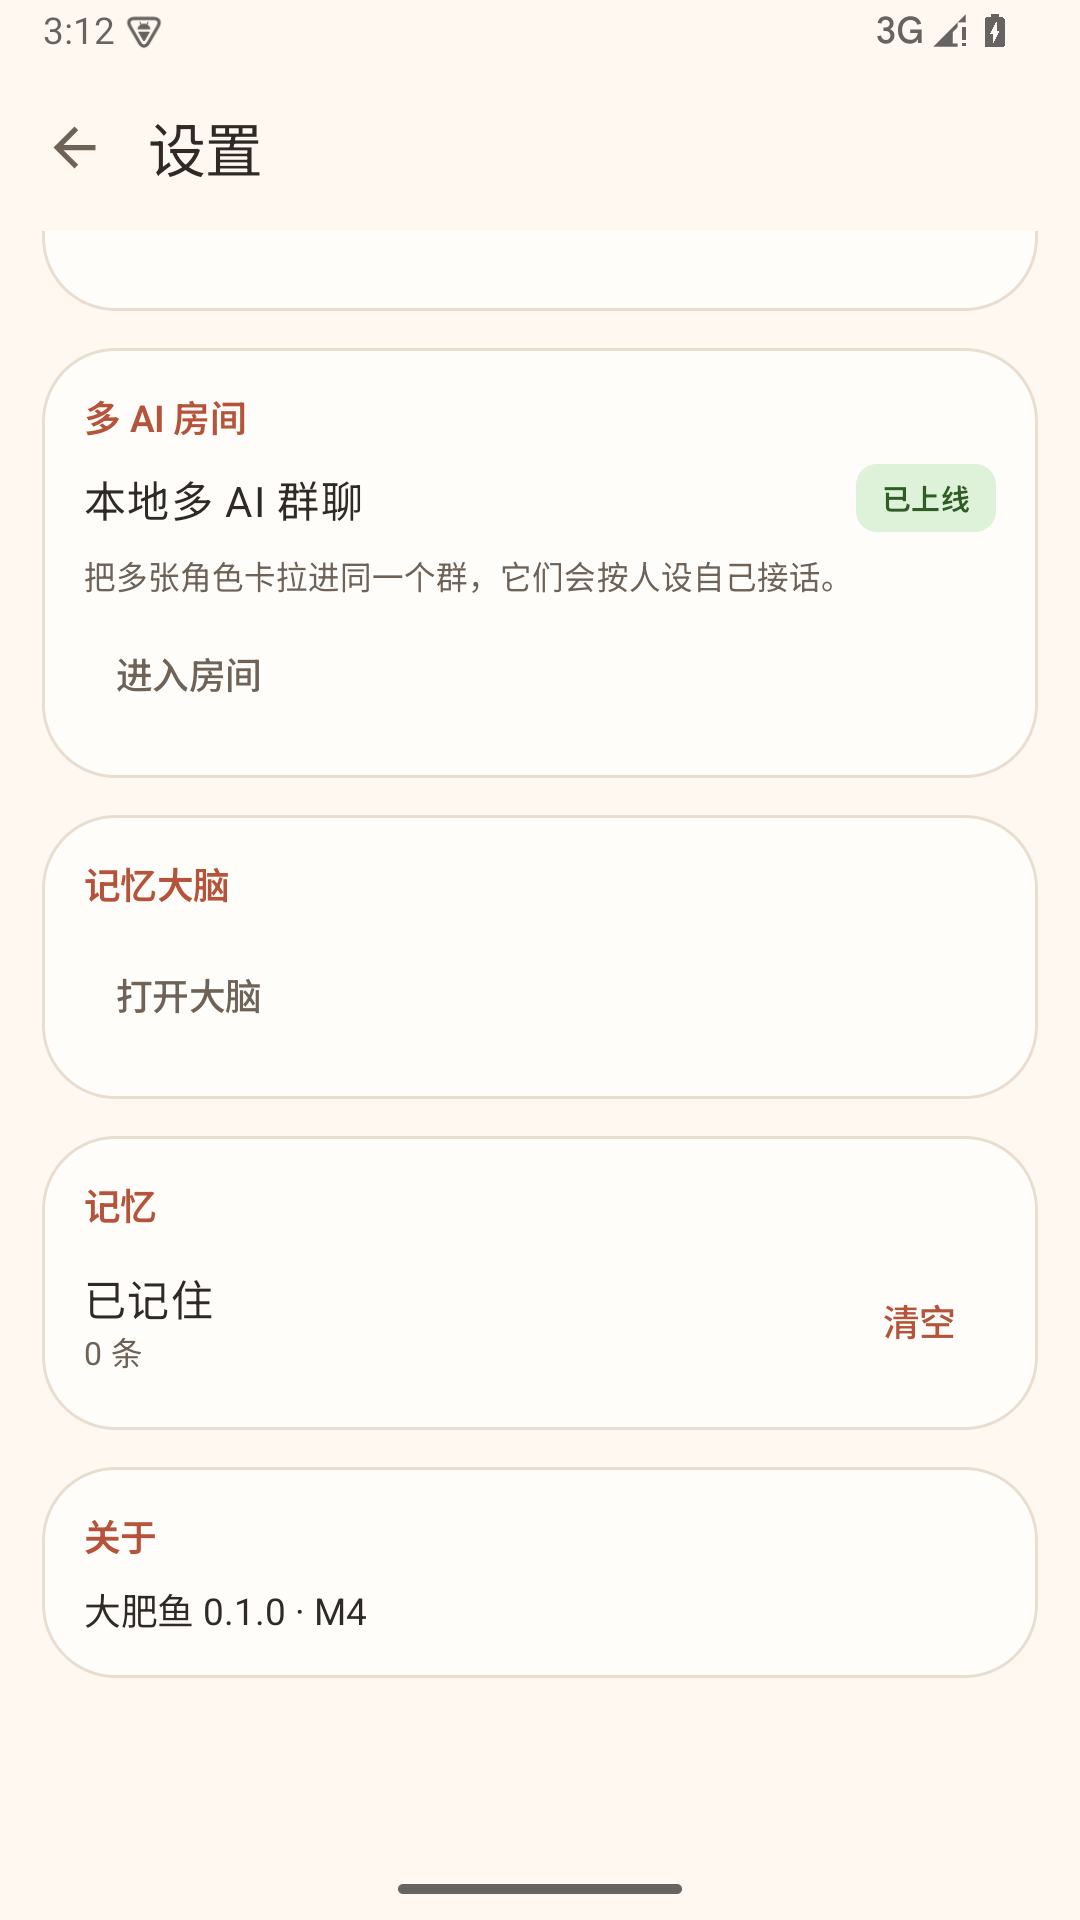 3:12
3G
设置
多 AI 房间
本地多 AI 群聊
已上线
把多张角色卡拉进同一个群，它们会按人设自己接话。
进入房间
记忆大脑
打开大脑
记忆
已记住
0 条
清空
关于
大肥鱼 0.1.0 · M4